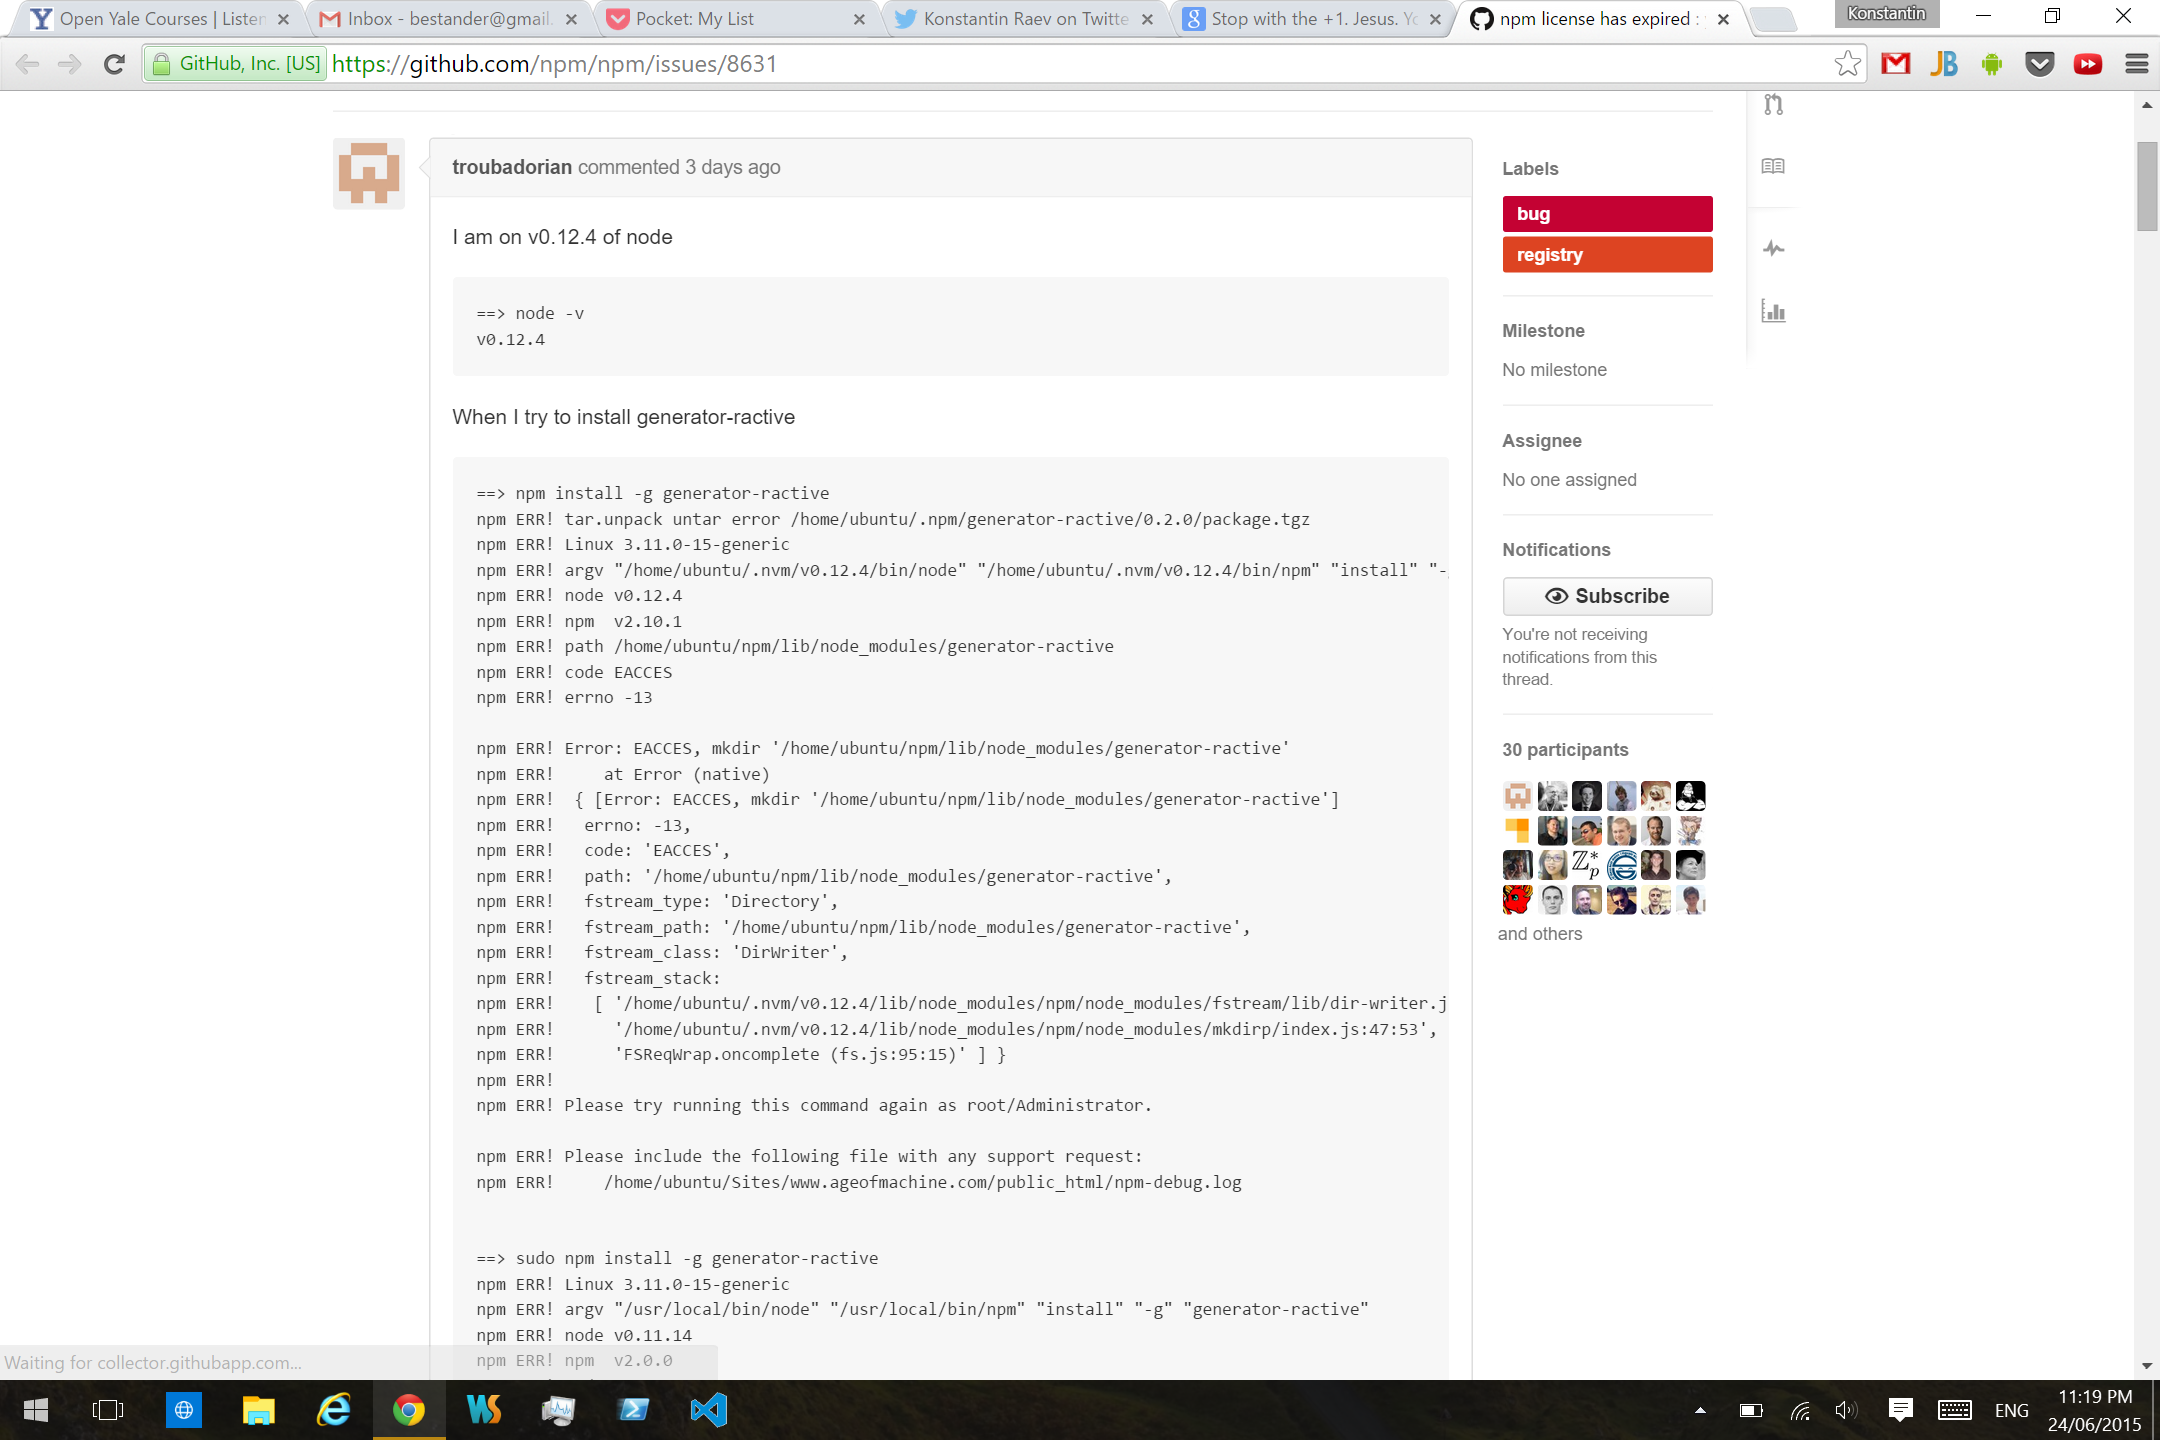 Open Yale Courses | Listen
Inbox - bestander@gmail.
Pocket: My List
Konstantin Raev on Twitte
Stop with the +1. Jesus. Yo
npm license has expired :
Konstantin
GitHub, Inc. [US]
https://github.com/npm/npm/issues/8631
troubadorian commented 3 days ago
I am on v0.12.4 of node
==> node -v
v0.12.4
When I try to install generator-ractive
==> npm install -g generator-ractive
npm ERR! tar.unpack untar error /home/ubuntu/.npm/generator-ractive/0.2.0/package.tgz
npm ERR! Linux 3.11.0-15-generic
npm ERR! argv "/home/ubuntu/.nvm/v0.12.4/bin/node" "/home/ubuntu/.nvm/v0.12.4/bin/npm" "install" "-
npm ERR! node v0.12.4
npm ERR! npm  v2.10.1
npm ERR! path /home/ubuntu/npm/lib/node_modules/generator-ractive
npm ERR! code EACCES
npm ERR! errno -13
npm ERR! Error: EACCES, mkdir '/home/ubuntu/npm/lib/node_modules/generator-ractive'
npm ERR!     at Error (native)
npm ERR!  { [Error: EACCES, mkdir '/home/ubuntu/npm/lib/node_modules/generator-ractive']
npm ERR!   errno: -13,
npm ERR!   code: 'EACCES',
npm ERR!   path: '/home/ubuntu/npm/lib/node_modules/generator-ractive',
npm ERR!   fstream_type: 'Directory',
npm ERR!   fstream_path: '/home/ubuntu/npm/lib/node_modules/generator-ractive',
npm ERR!   fstream_class: 'DirWriter',
npm ERR!   fstream_stack:
npm ERR!    [ '/home/ubuntu/.nvm/v0.12.4/lib/node_modules/npm/node_modules/fstream/lib/dir-writer.j
npm ERR!      '/home/ubuntu/.nvm/v0.12.4/lib/node_modules/npm/node_modules/mkdirp/index.js:47:53',
npm ERR!      'FSReqWrap.oncomplete (fs.js:95:15)' ] }
npm ERR!
npm ERR! Please try running this command again as root/Administrator.
npm ERR! Please include the following file with any support request:
npm ERR!     /home/ubuntu/Sites/www.ageofmachine.com/public_html/npm-debug.log
==> sudo npm install -g generator-ractive
npm ERR! Linux 3.11.0-15-generic
npm ERR! argv "/usr/local/bin/node" "/usr/local/bin/npm" "install" "-g" "generator-ractive"
npm ERR! node v0.11.14
npm ERR! npm  v2.0.0
Labels
bug
registry
Milestone
No milestone
Assignee
No one assigned
Notifications
Subscribe
You're not receiving
notifications from this
thread.
30 participants
and others
Waiting for collector.githubapp.com...
ENG
11:19 PM
24/06/2015